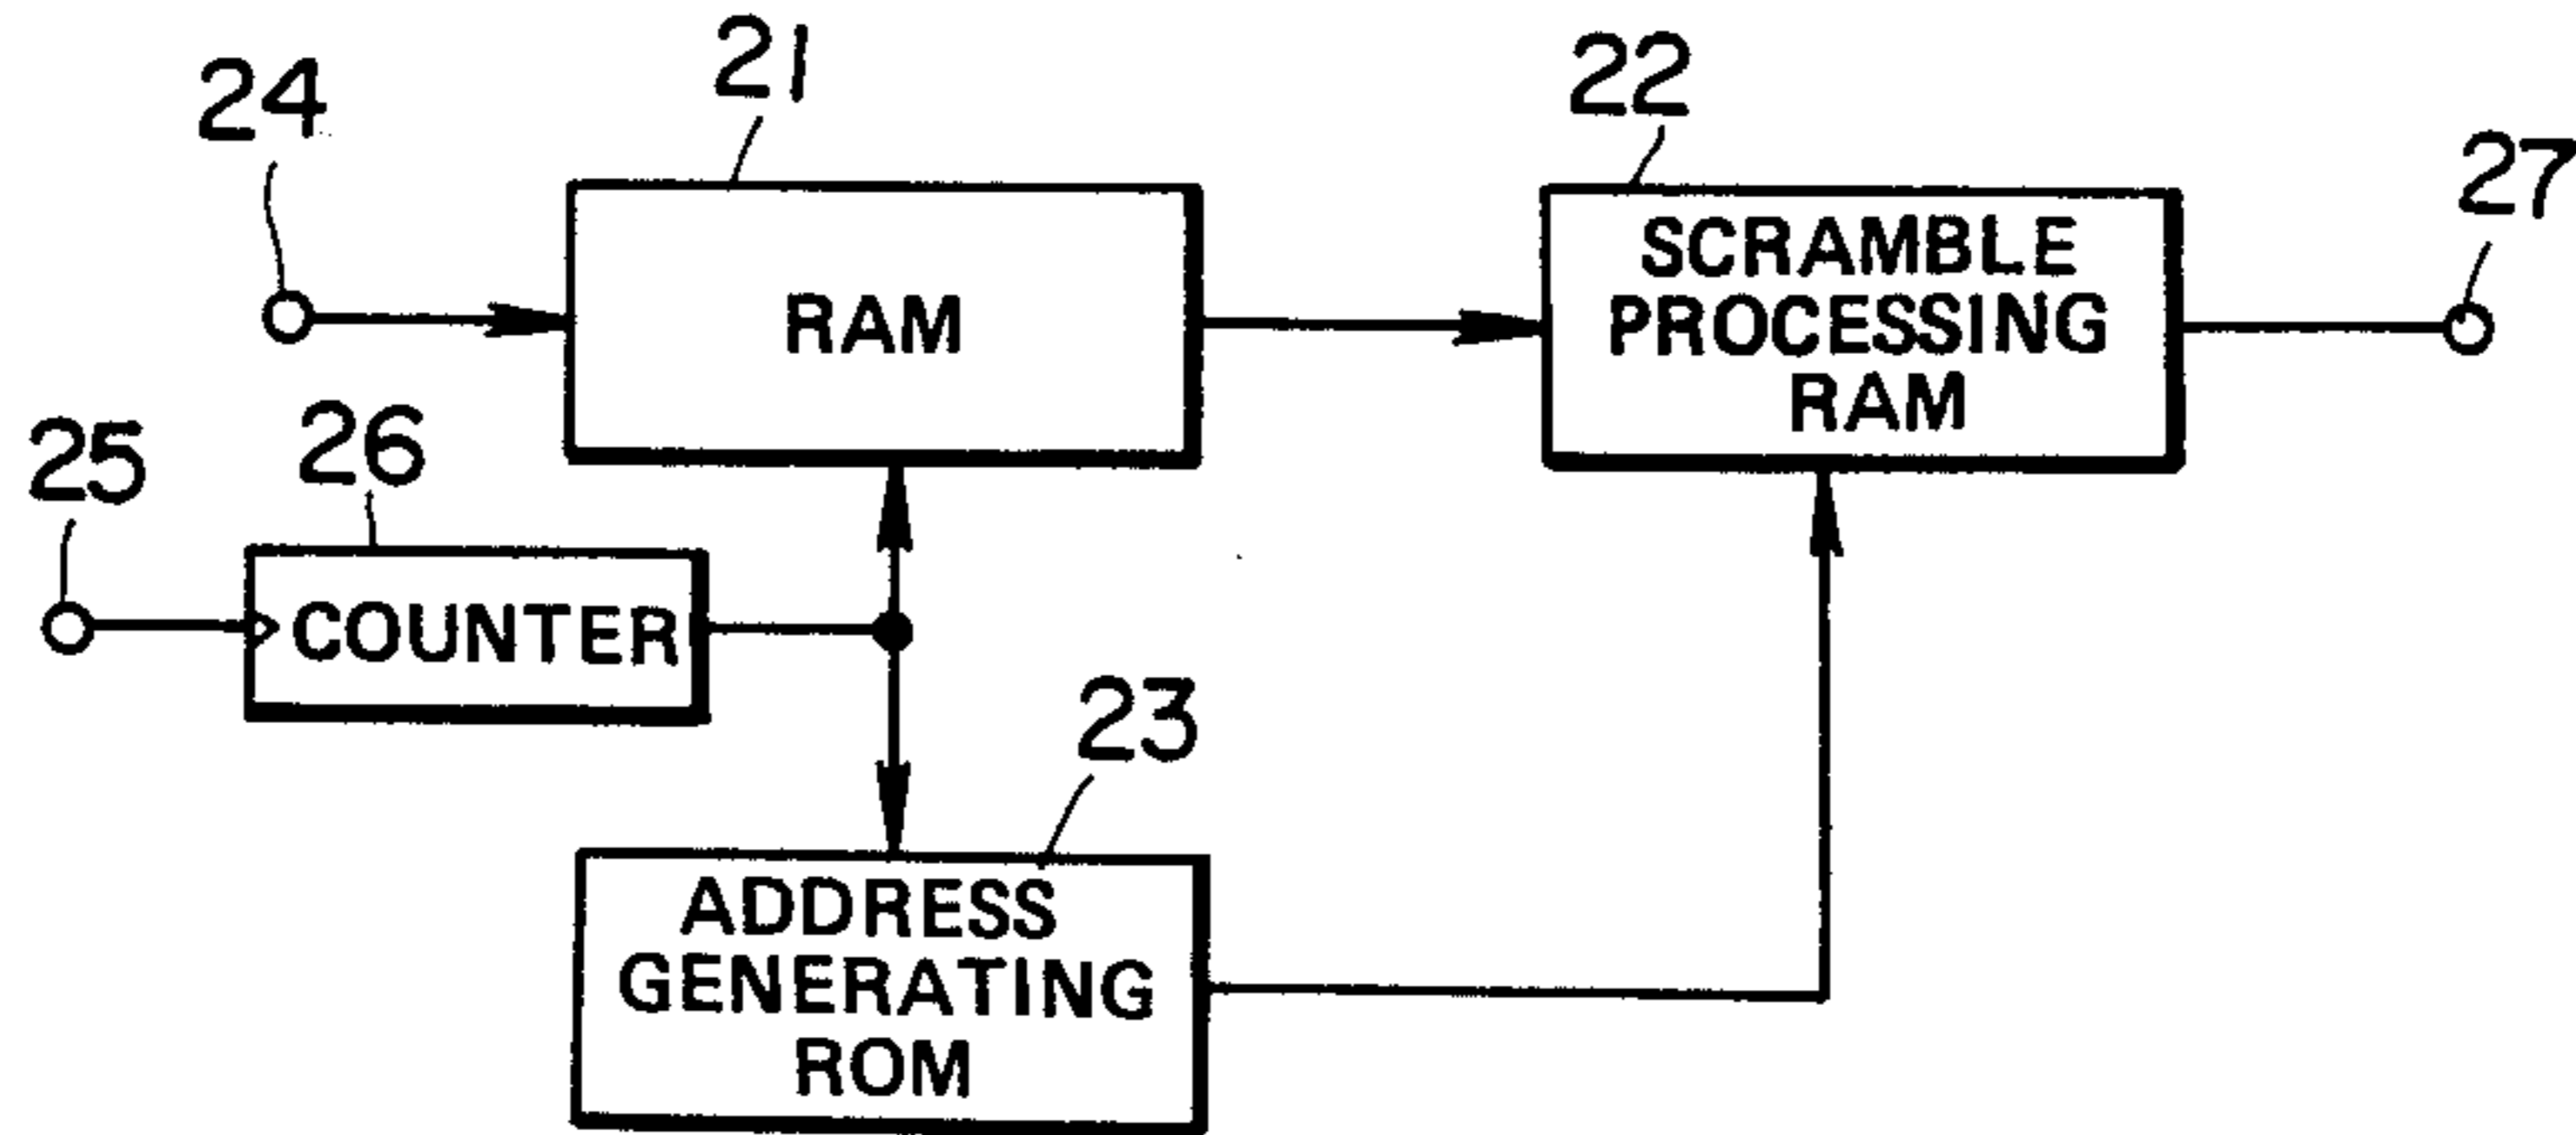 24
21
22
27
RAM
SCRAMBLE
PROCESSING
RAM
25
26
COUNTER
23
ADDRESS
GENERATING
ROM